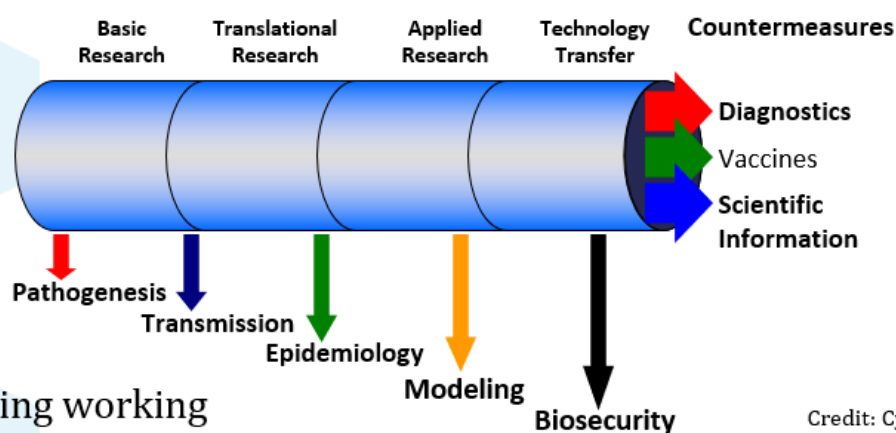 Basic
Research
Translational
Research
Applied
Research
Technology
Transfer
Countermeasures
Diagnostics
Vaccines
Scientific
Information
Pathogenesis
Transmission
Epidemiology
Modeling
Biosecurity
ing working
Credit: